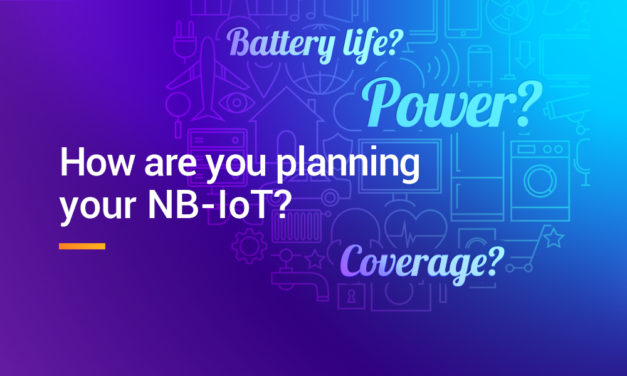 Battery life?
Power?
How are you planning
your NB-IoT?
Coverage?